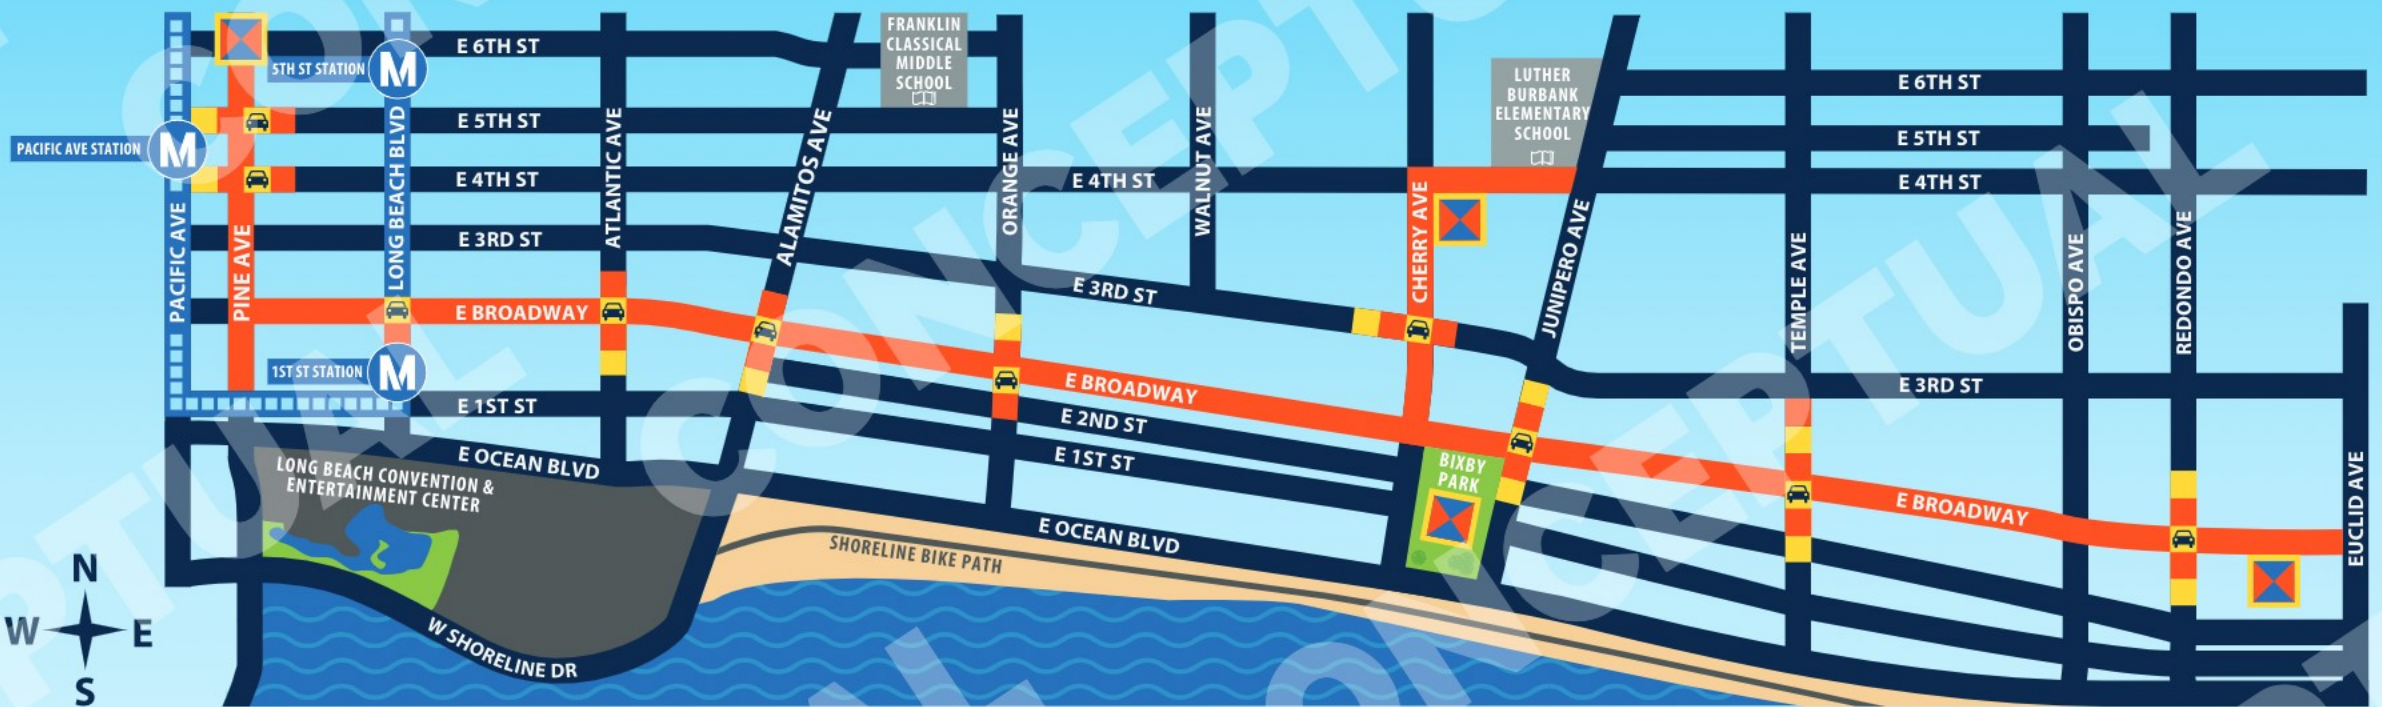 FRANKLIN
CLASSICAL
MIDDLE
SCHOOL
E 6TH ST
5TH ST STATION
M
LUTHER
BURBANK
ELEMENTARY
SCHOOL
E 6TH ST
E 5TH ST
E 5TH ST
PACIFIC AVE STATION
M
E 4TH ST
E 4TH ST
E 4TH ST
PACIFIC AVE
PINE AVE
LONG BEACH BLVD
ATLANTIC AVE
ALAMITOS AVE
ORANGE AVE
WALNUT AVE
CHERRY AVE
JUNIPERO AVE
TEMPLE AVE
OBISPO AVE
REDONDO AVE
EUCLID AVE
E 3RD ST
E 3RD ST
E 3RD ST
E BROADWAY
E BROADWAY
E BROADWAY
1ST ST STATION
M
E 1ST ST
E 2ND ST
E 1ST ST
E OCEAN BLVD
E OCEAN BLVD
LONG BEACH CONVENTION &
ENTERTAINMENT CENTER
BIXBY
PARK
SHORELINE BIKE PATH
W SHORELINE DR
N
W E
S
CONCEPTUAL
CONCEPTUAL
CONCEPTUAL